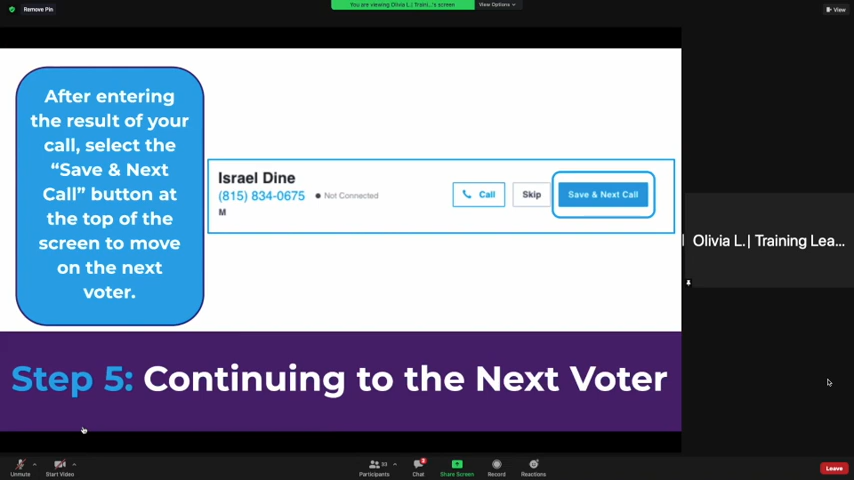 Remove Pin
You are viewing Olivia L.| Traini...'s screen
View Options
View
After entering
the result of your
call, select the
“Save & Next
Call” button at
the top of the
screen to move
on the next
voter.
Israel Dine
(815) 834-0675
Not Connected
M
Call
Skip
Save & Next Call
Olivia L.| Training Lea...
Step 5: Continuing to the Next Voter
Unmute
Start Video
Participants
Chat
Share Screen
Record
Reactions
Leave